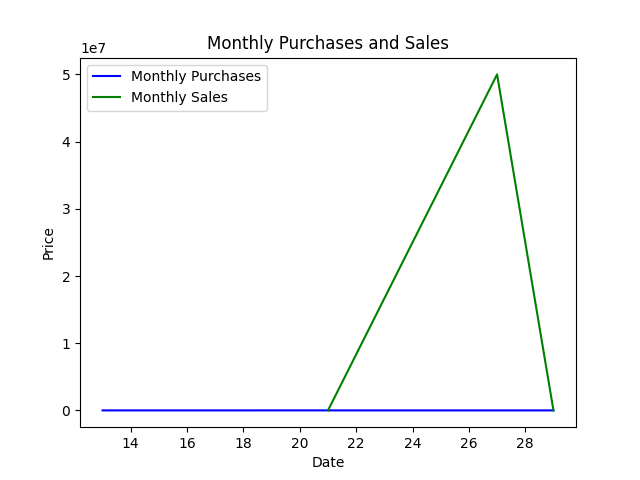 Monthly Purchases and Sales
1e7
Monthly Purchases
Monthly Sales
5
4
3
2
1
0
Price
14 16 18 20 22 24 26 28
Date